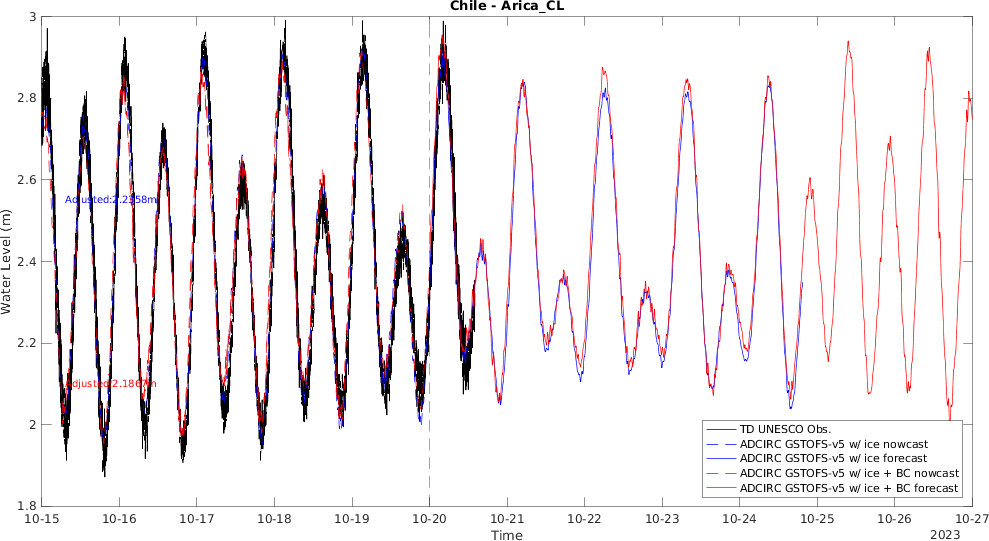 Chile - Arica_CL
3
2.8
2.6
2.4
2.2
2
1.8
Water Level (m)
Adjusted:2.2358m
Adjusted:2.1867m
TD UNESCO Obs.
ADCIRC GSTOFS-v5 w/ ice nowcast
ADCIRC GSTOFS-v5 w/ ice forecast
ADCIRC GSTOFS-v5 w/ ice + BC nowcast
ADCIRC GSTOFS-v5 w/ ice + BC forecast
10-15 10-16 10-17 10-18 10-19 10-20 10-21 10-22 10-23 10-24 10-25 10-26 10-27
Time
2023